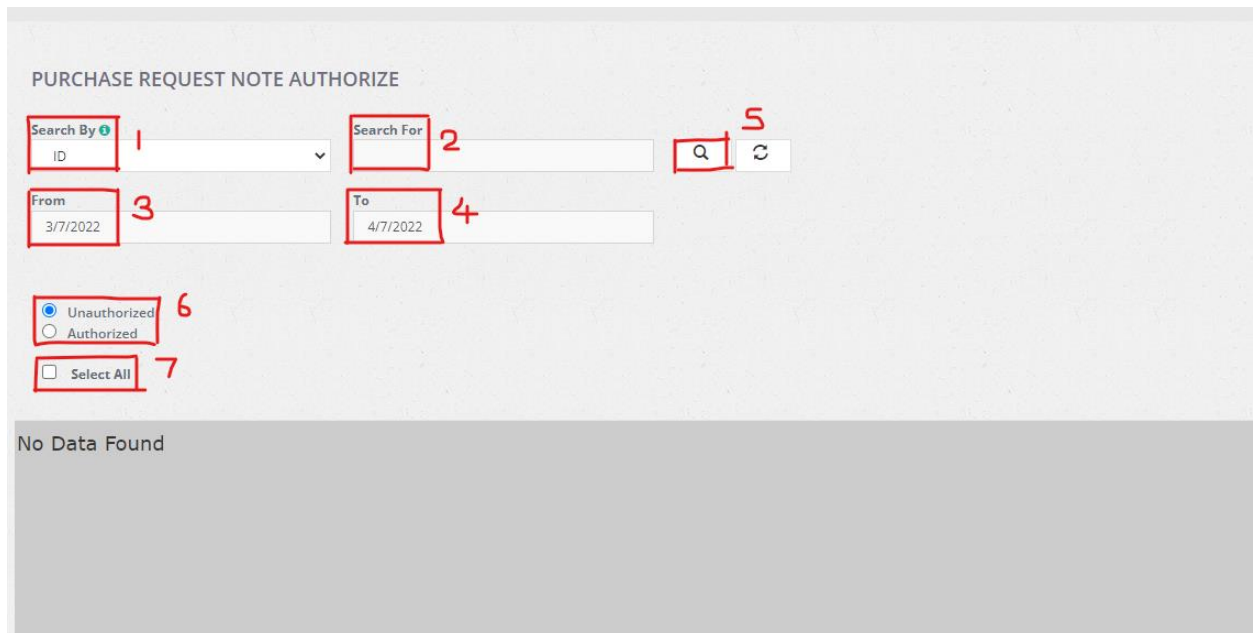 PURCHASE REQUEST NOTE AUTHORIZE
Search By 1 Search For 2 5
ID
From 3 To 4
3/7/2022 4/7/2022
Unauthorized 6
Authorized
Select All 7
No Data Found